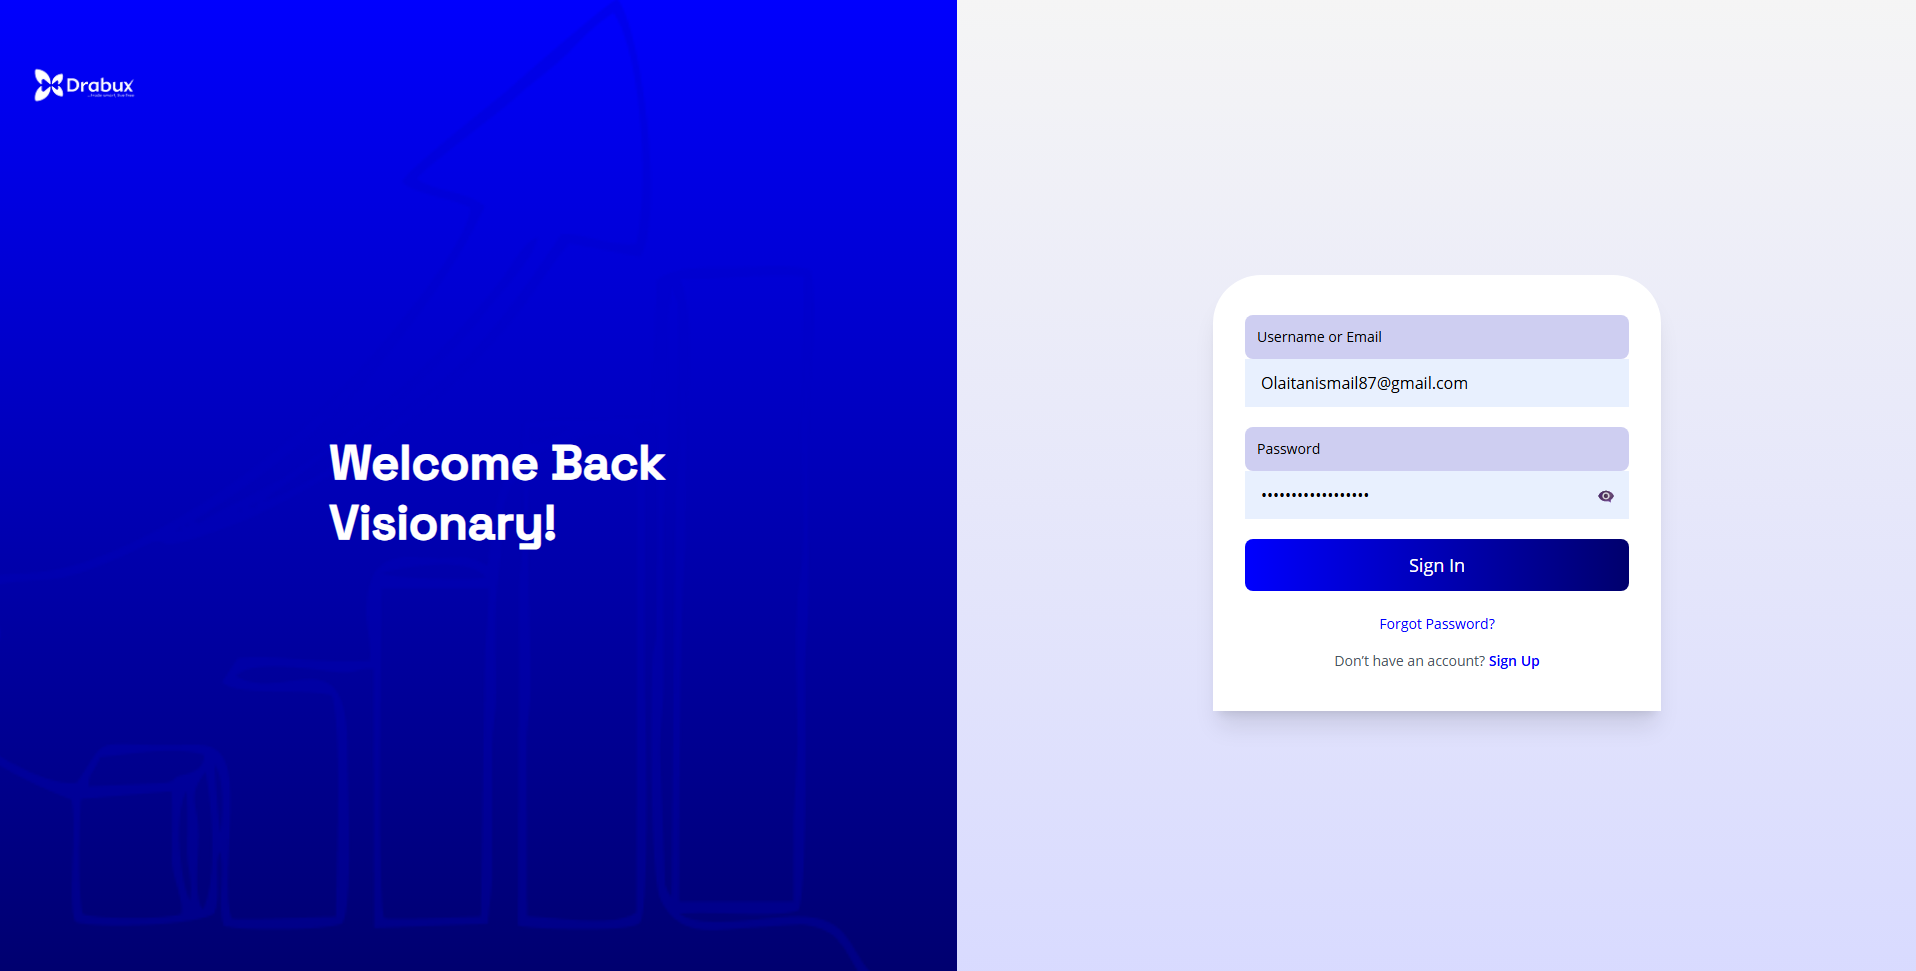 Drabux
Welcome Back
Visionary!
Username or Email
Olaitanismail87@gmail.com
Password
••••••••••••••••••
Sign In
Forgot Password?
Don't have an account? Sign Up